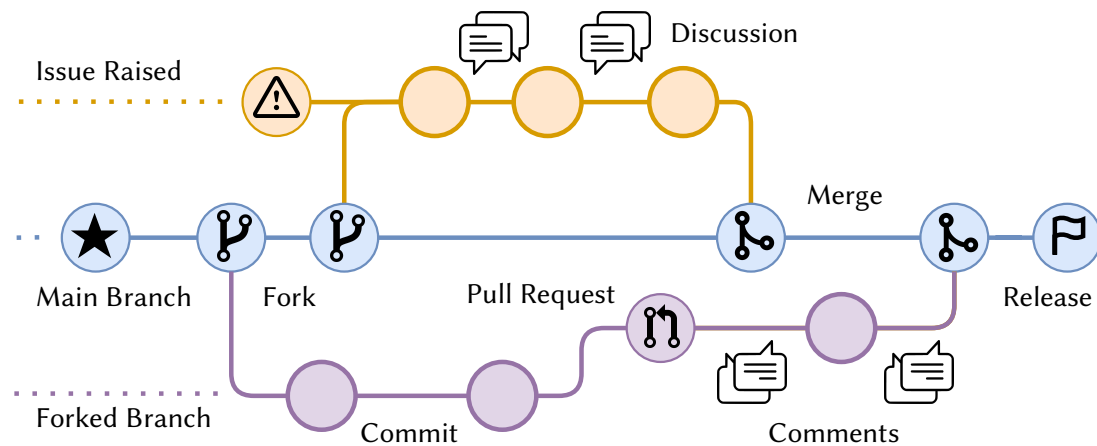 Discussion
Issue Raised
Merge
Main Branch
Fork
Pull Request
Release
Forked Branch
Commit
Comments